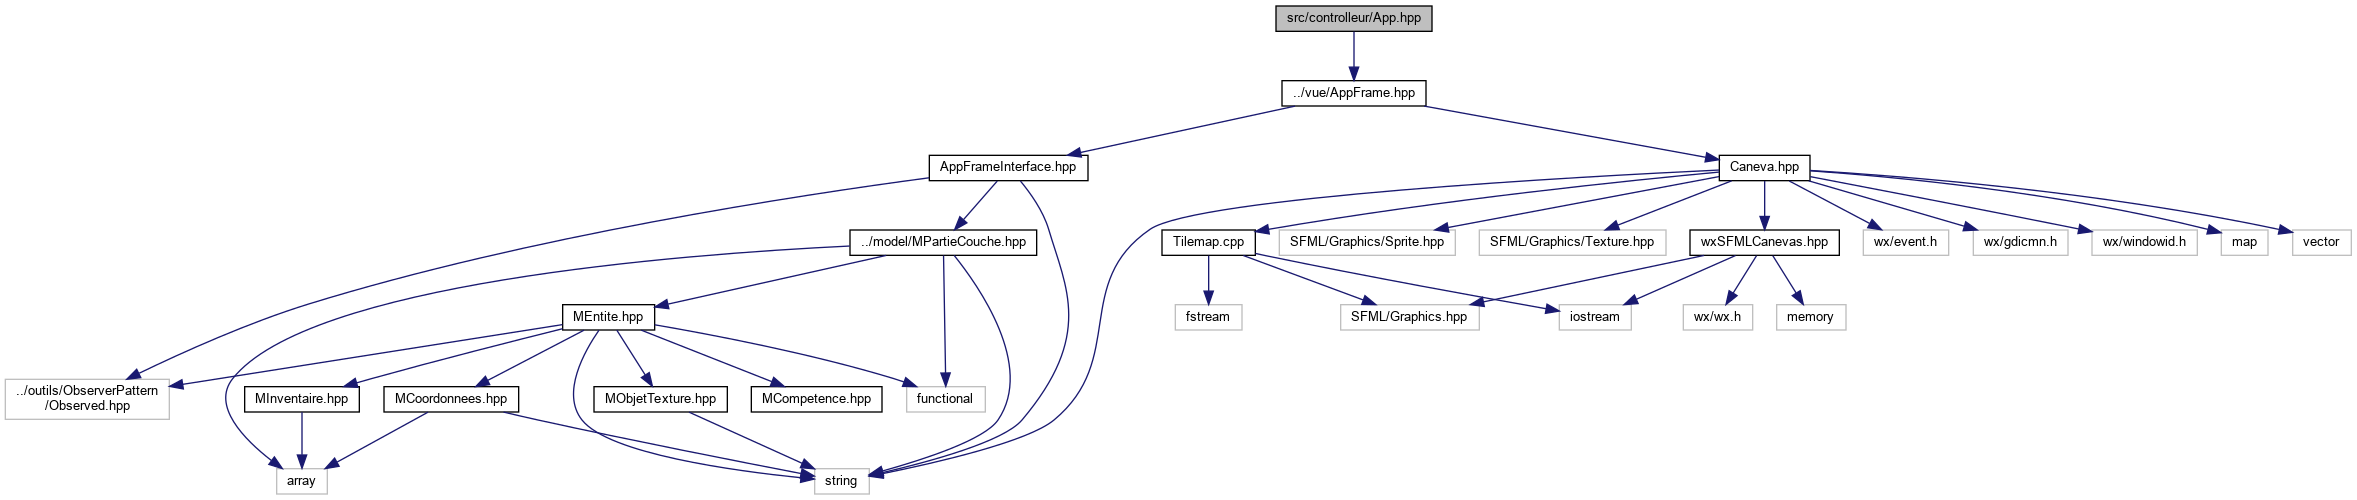 src/controlleur/App.hpp
../vue/AppFrame.hpp
AppFrameInterface.hpp
Caneva.hpp
../model/MPartieCouche.hpp
Tilemap.cpp
SFML/Graphics/Sprite.hpp
SFML/Graphics/Texture.hpp
wxSFMLCanevas.hpp
wx/event.h
wx/gdicmn.h
wx/windowid.h
map
vector
MEntite.hpp
fstream
SFML/Graphics.hpp
iostream
wx/wx.h
memory
../outils/ObserverPattern
/Observed.hpp
MInventaire.hpp
MCoordonnees.hpp
MObjetTexture.hpp
MCompetence.hpp
functional
array
string